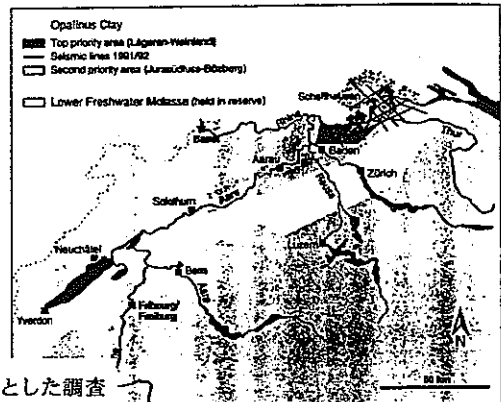 Opalinus Clay
Top priority area (Lägeren-Weinland)
Seismic lines 1991/92
Second priority area (Jurasüdfuss-Bözberg)
Lower Freshwater Molasse (held in reserve)
Schaffhausen
Thur
Basel
Baden
Aarau
Zürich
Aare
Reuss
Solothurn
Luzern
Neuchâtel
Bern
Aare
Fribourg/
Freiburg
Yverdon
N
50 km
とした調査